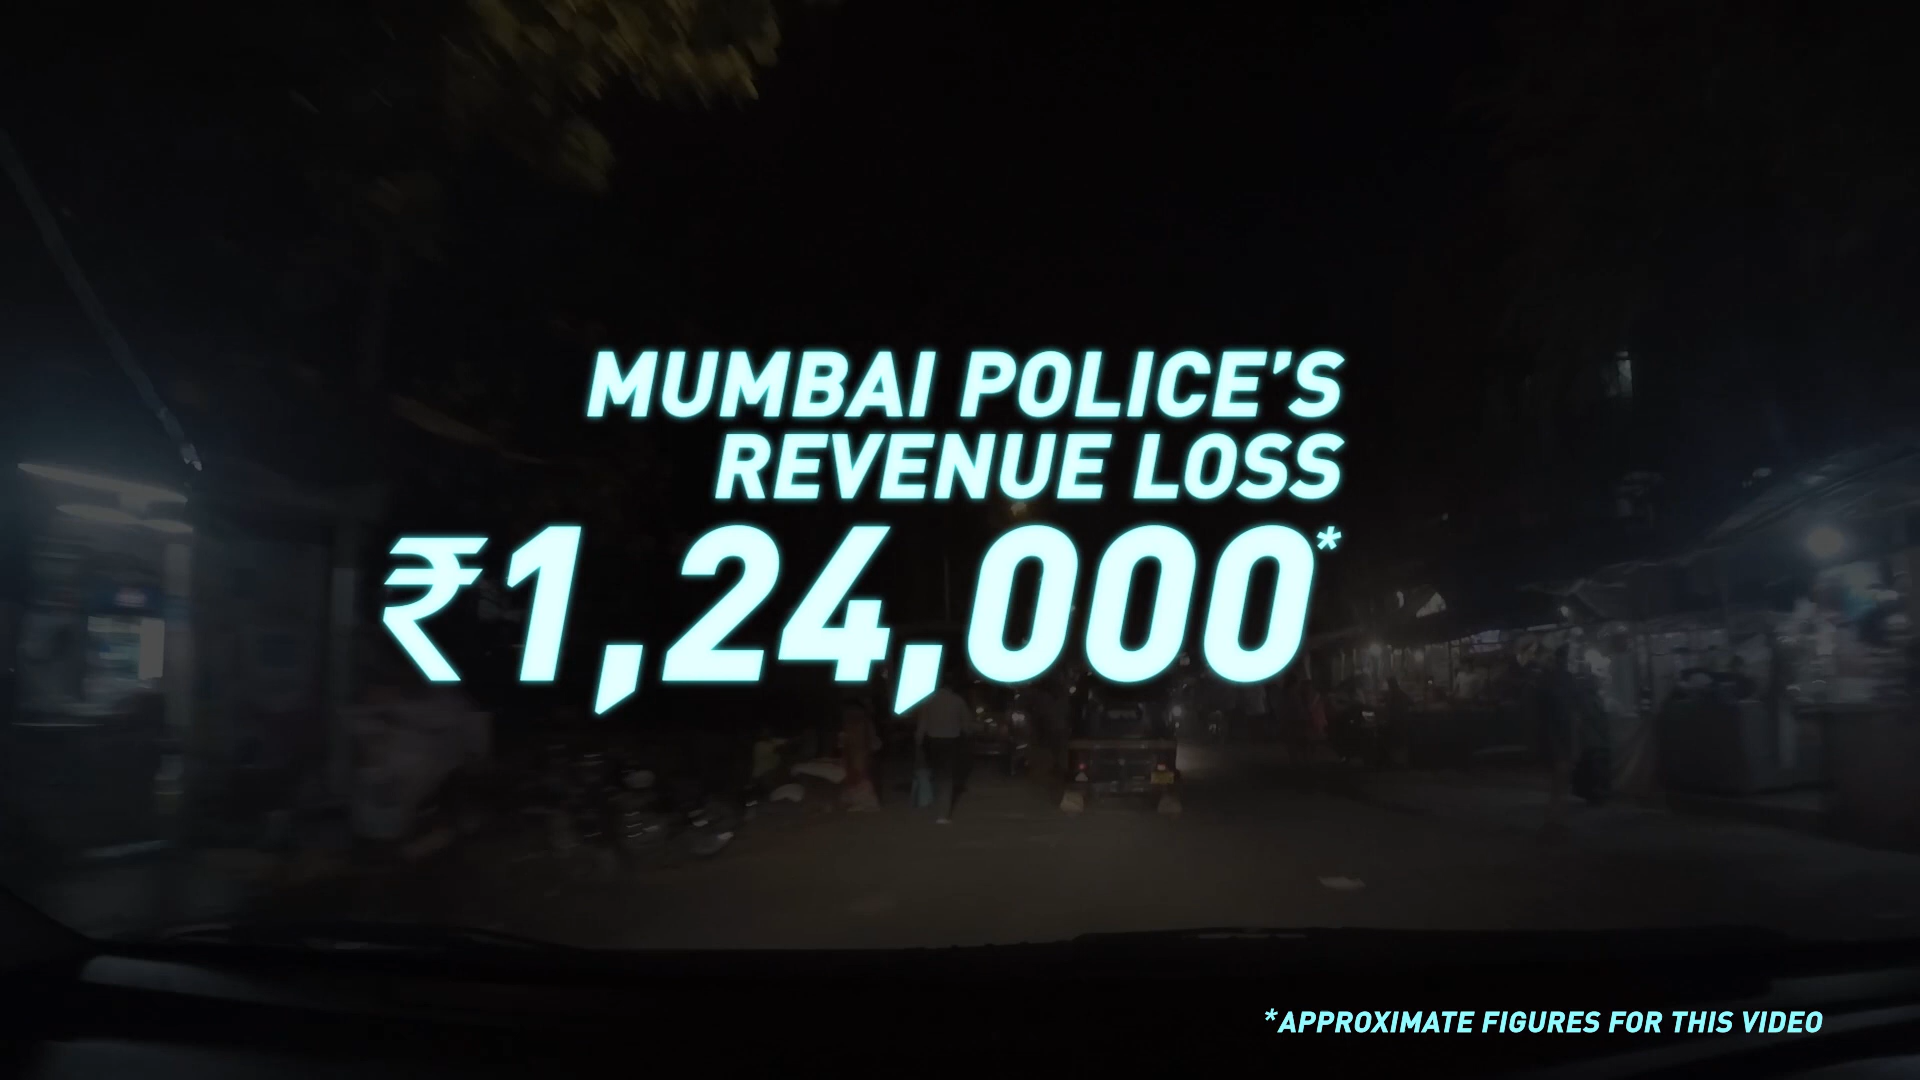 MUMBAI POLICE’S
REVENUE LOSS
₹1,24,000*
*APPROXIMATE FIGURES FOR THIS VIDEO